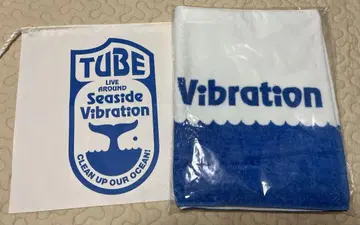 TUBE
LIVE
AROUND
Seaside
Vibration
CLEAN UP OUR OCEAN!
Vibration